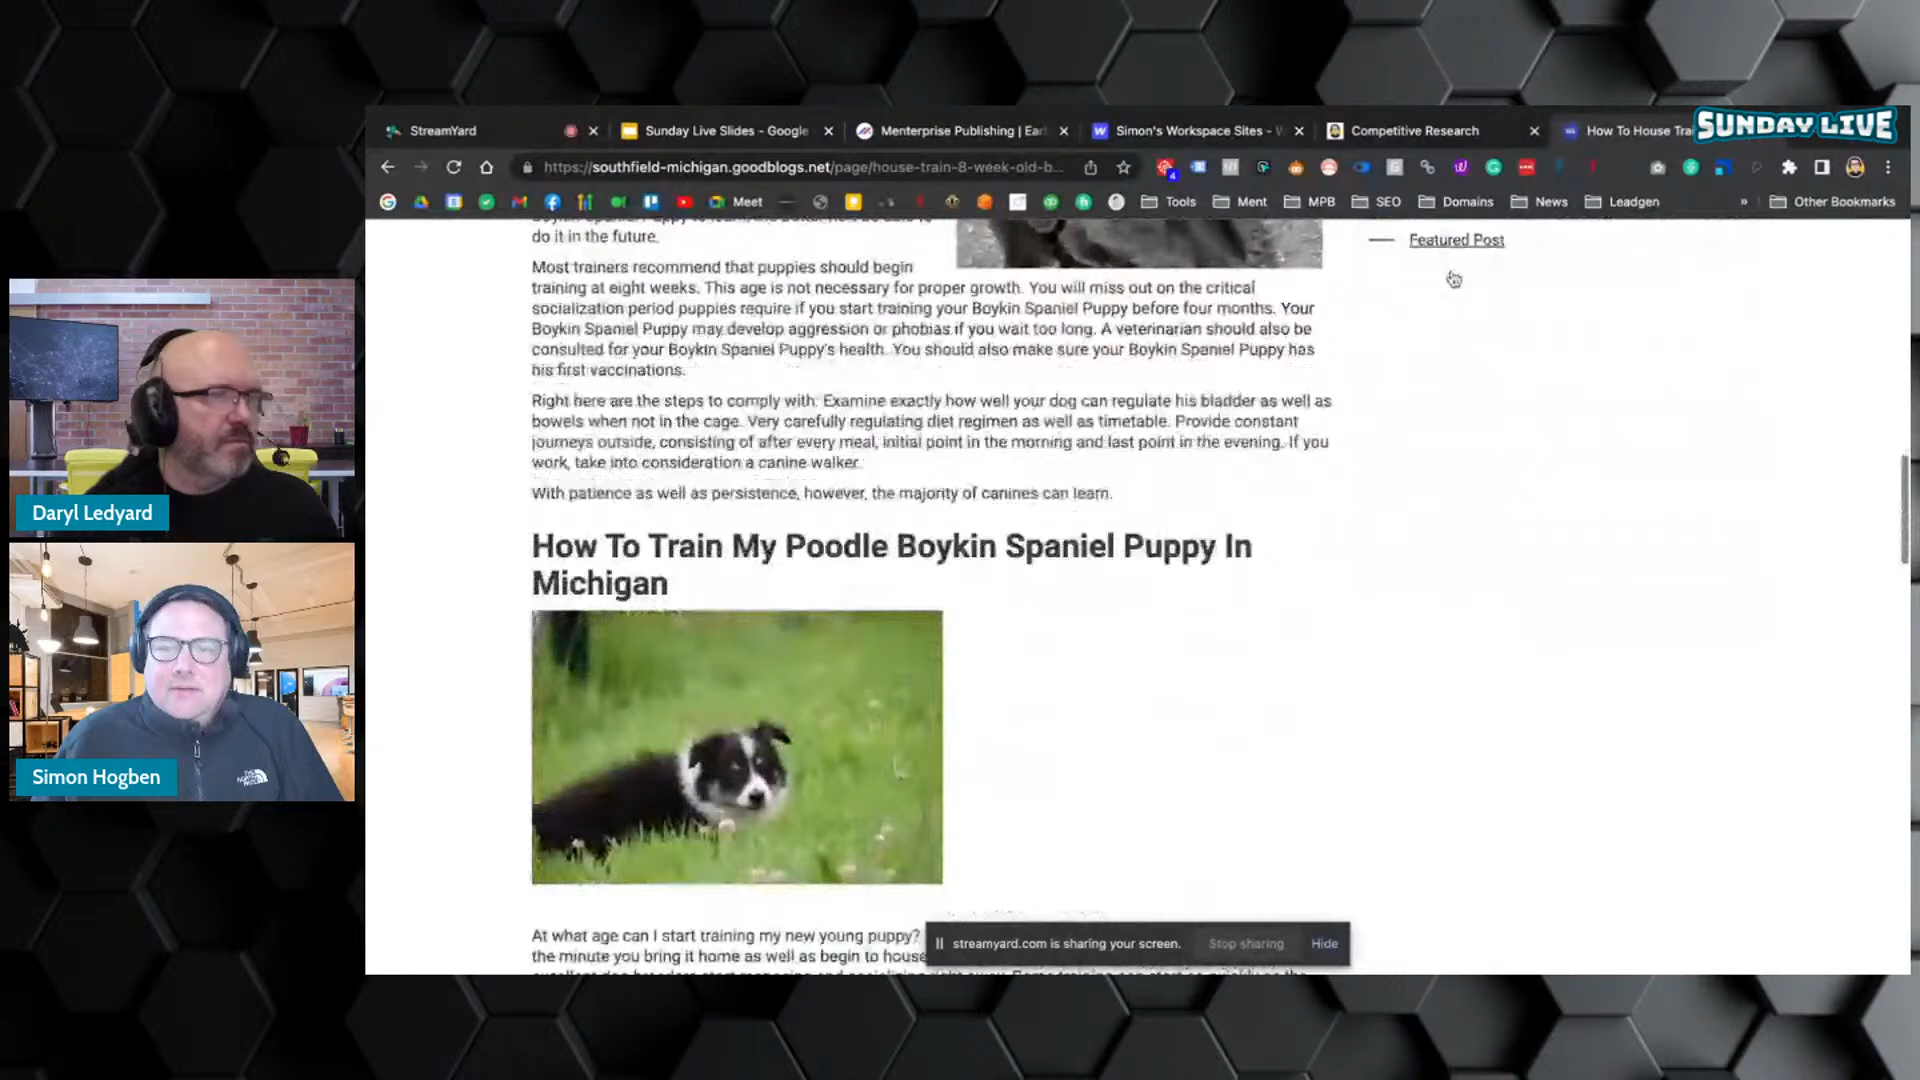 SUNDAY LIVE
StreamYard
Sunday Live Slides - Google
Menterprise Publishing | Ear
Simon's Workspace Sites - W
Competitive Research
How To House Trai
https://southfield-michigan.goodblogs.net/page/house-train-8-week-old-b...
4
Meet
Tools
Ment
MPB
SEO
Domains
News
Leadgen
»
Other Bookmarks
do it in the future.
Featured Post
Most trainers recommend that puppies should begin
training at eight weeks. This age is not necessary for proper growth. You will miss out on the critical
socialization period puppies require if you start training your Boykin Spaniel Puppy before four months. Your
Boykin Spaniel Puppy may develop aggression or phobias if you wait too long. A veterinarian should also be
consulted for your Boykin Spaniel Puppy's health. You should also make sure your Boykin Spaniel Puppy has
his first vaccinations.
Right here are the steps to comply with: Examine exactly how well your dog can regulate his bladder as well as
bowels when not in the cage. Very carefully regulating diet regimen as well as timetable. Provide constant
journeys outside, consisting of after every meal, initial point in the morning and last point in the evening. If you
work, take into consideration a canine walker.
With patience as well as persistence, however, the majority of canines can learn.
How To Train My Poodle Boykin Spaniel Puppy In
Michigan
At what age can I start training my new young puppy?
the minute you bring it home as well as begin to house
streamyard.com is sharing your screen.
Stop sharing
Hide
Daryl Ledyard
Simon Hogben
THE NORTH FACE